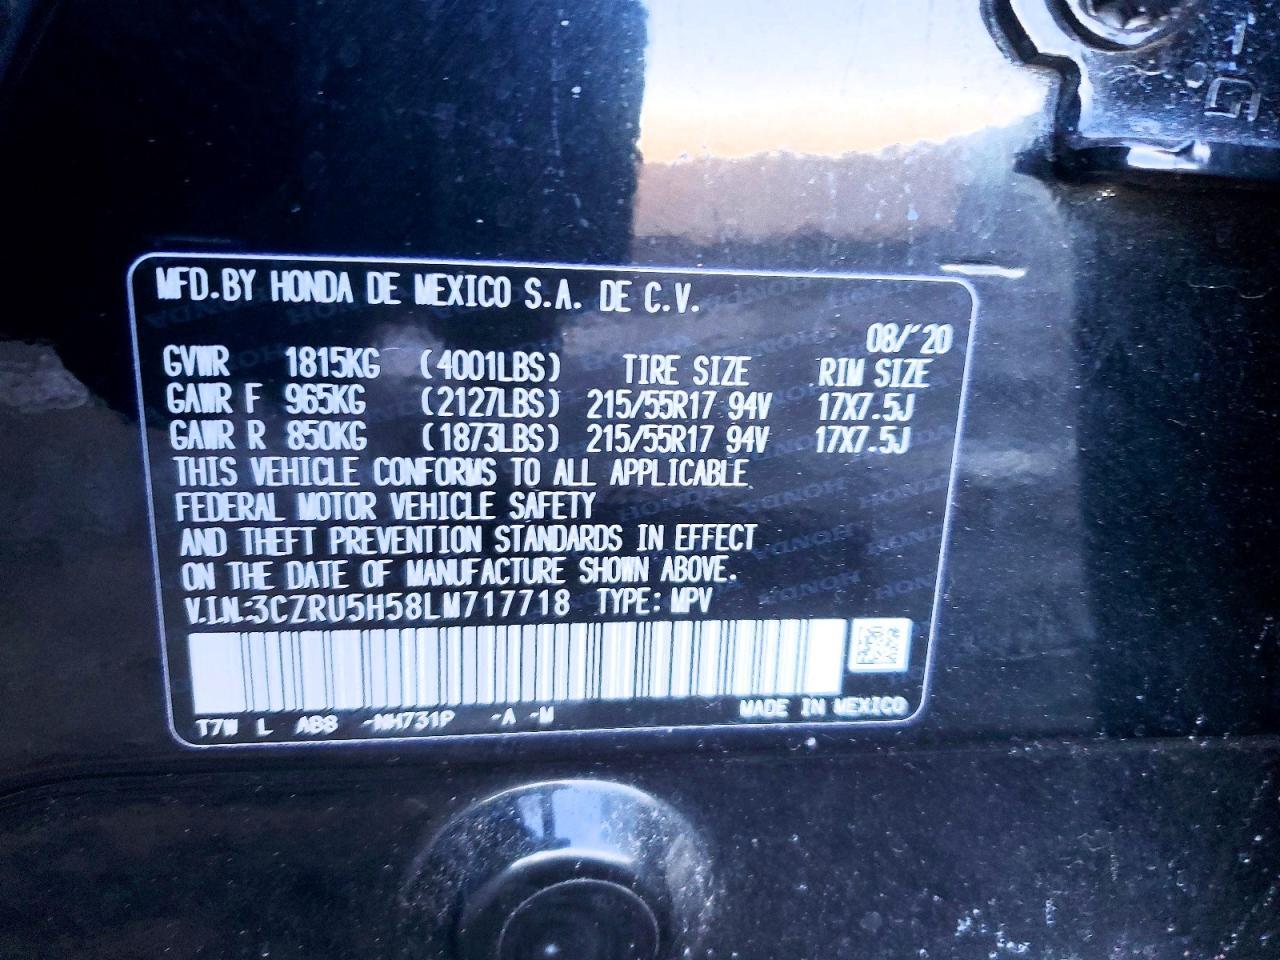 MFD.BY HONDA DE MEXICO S.A. DE C.V.
08/'20
GVWR 1815KG (4001LBS) TIRE SIZE RIM SIZE
GAWR F 965KG (2127LBS) 215/55R17 94V 17X7.5J
GAWR R 850KG (1873LBS) 215/55R17 94V 17X7.5J
THIS VEHICLE CONFORMS TO ALL APPLICABLE
FEDERAL MOTOR VEHICLE SAFETY
AND THEFT PREVENTION STANDARDS IN EFFECT
ON THE DATE OF MANUFACTURE SHOWN ABOVE.
V.I.N.:3CZRU5H58LM717718 TYPE: MPV
T7W L AB8 -NH731P -A -M MADE IN MEXICO